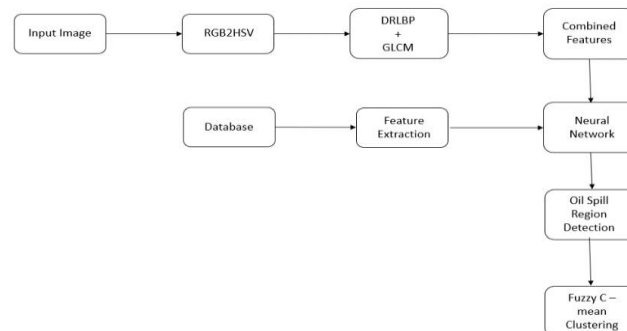 Input Image
RGB2HSV
DRLBP
+
GLCM
Combined
Features
Database
Feature
Extraction
Neural
Network
Oil Spill
Region
Detection
Fuzzy C –
mean
Clustering